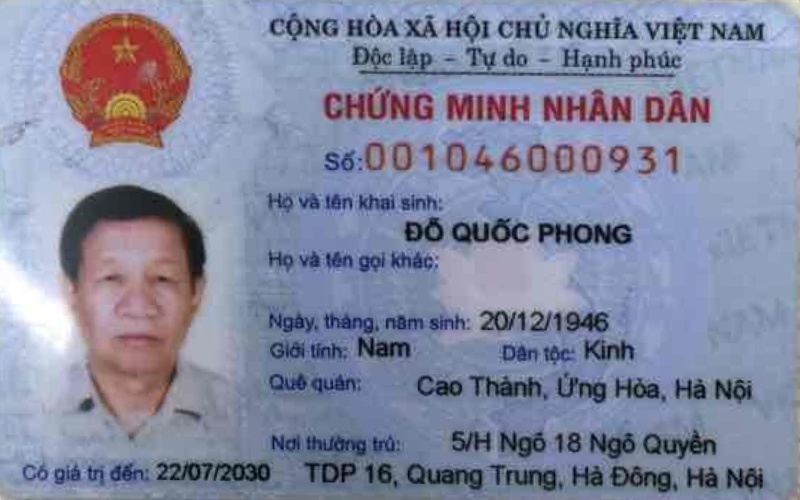 CỘNG HÒA XÃ HỘI CHỦ NGHĨA VIỆT NAM
Độc lập - Tự do - Hạnh phúc
CHỨNG MINH NHÂN DÂN
Số: 001046000931
Họ và tên khai sinh:
ĐỖ QUỐC PHONG
Họ và tên gọi khác:
Ngày, tháng, năm sinh: 20/12/1946
Giới tính: Nam Dân tộc: Kinh
Quê quán: Cao Thành, Ứng Hòa, Hà Nội
Nơi thường trú: 5/H Ngõ 18 Ngô Quyền
Có giá trị đến: 22/07/2030 TDP 16, Quang Trung, Hà Đông, Hà Nội